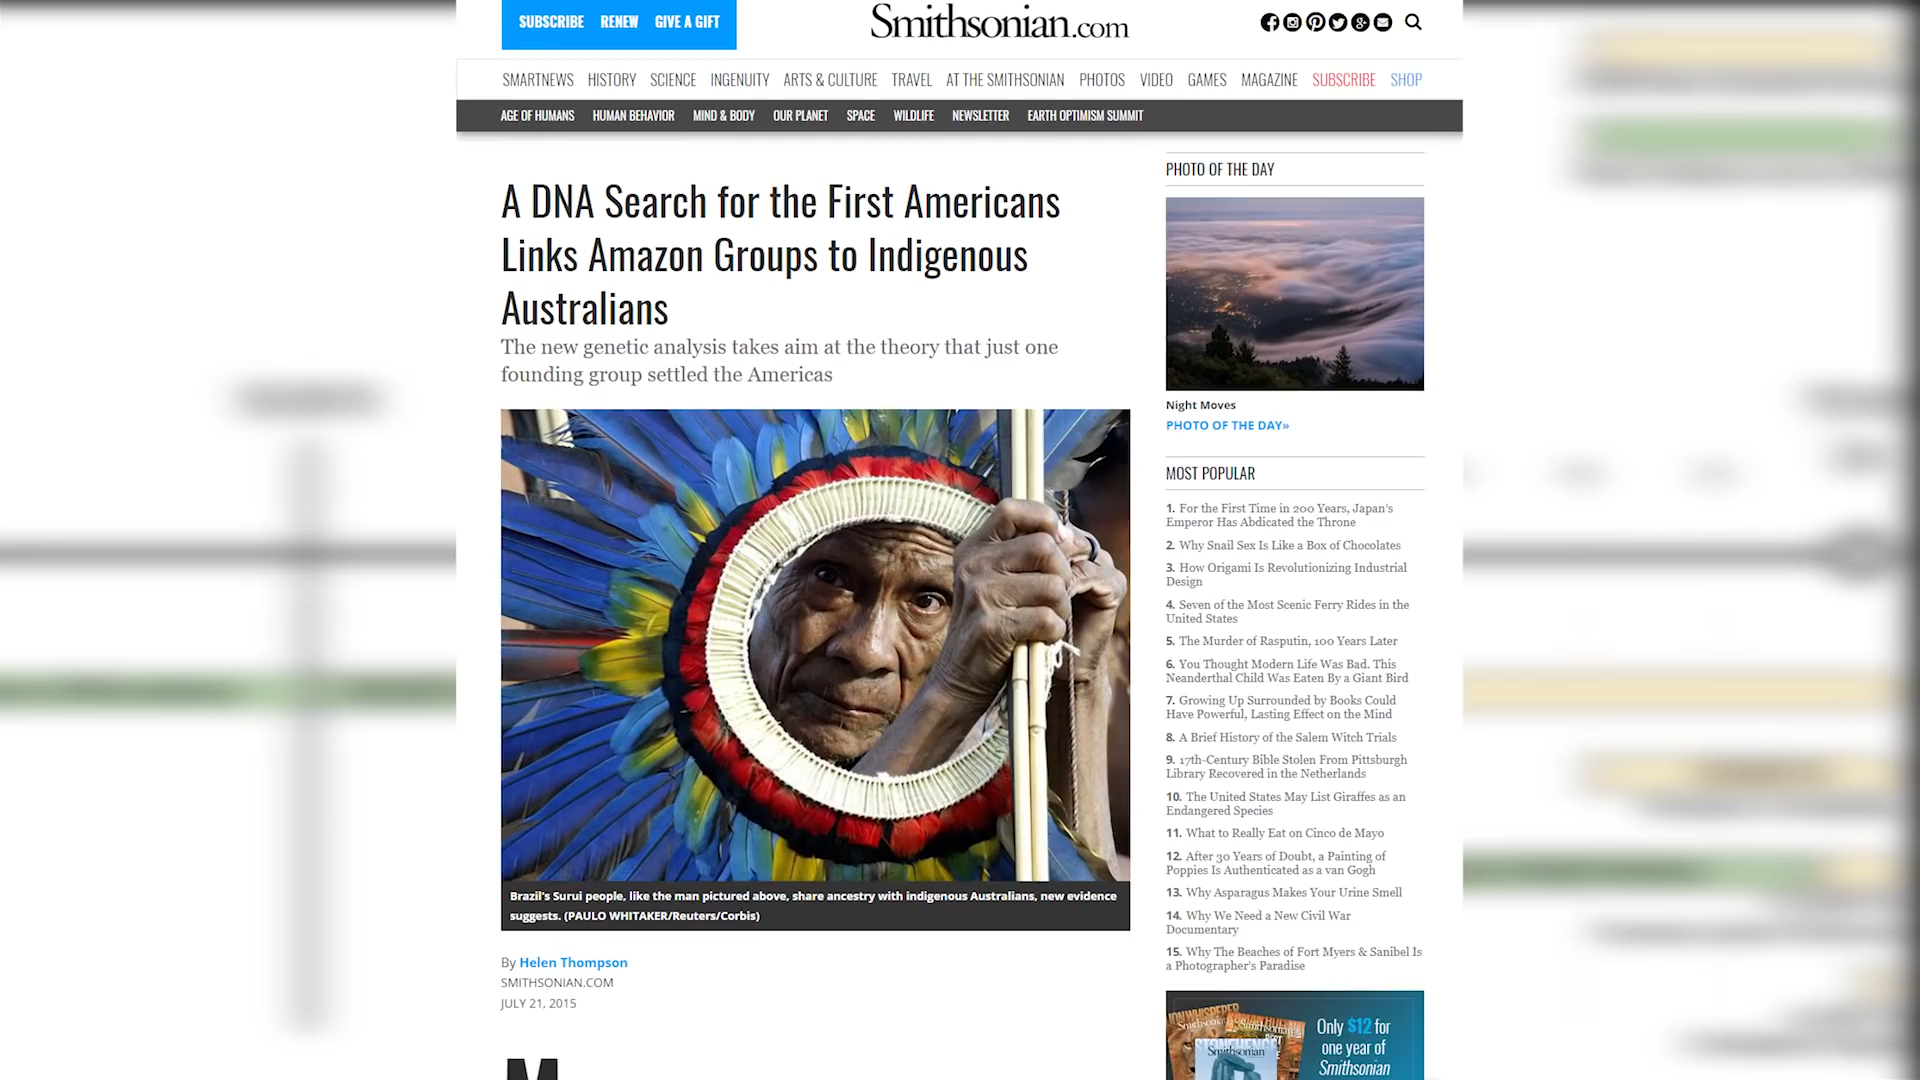 SUBSCRIBE RENEW GIVE A GIFT
Smithsonian.com
SMARTNEWS HISTORY SCIENCE INGENUITY ARTS & CULTURE TRAVEL AT THE SMITHSONIAN PHOTOS VIDEO GAMES MAGAZINE SUBSCRIBE SHOP
AGE OF HUMANS HUMAN BEHAVIOR MIND & BODY OUR PLANET SPACE WILDLIFE NEWSLETTER EARTH OPTIMISM SUMMIT
A DNA Search for the First Americans
Links Amazon Groups to Indigenous
Australians
The new genetic analysis takes aim at the theory that just one
founding group settled the Americas
Brazil's Surui people, like the man pictured above, share ancestry with indigenous Australians, new evidence
suggests. (PAULO WHITAKER/Reuters/Corbis)
By Helen Thompson
SMITHSONIAN.COM
JULY 21, 2015
PHOTO OF THE DAY
Night Moves
PHOTO OF THE DAY»
MOST POPULAR
1. For the First Time in 200 Years, Japan's
Emperor Has Abdicated the Throne
2. Why Snail Sex Is Like a Box of Chocolates
3. How Origami Is Revolutionizing Industrial
Design
4. Seven of the Most Scenic Ferry Rides in the
United States
5. The Murder of Rasputin, 100 Years Later
6. You Thought Modern Life Was Bad. This
Neanderthal Child Was Eaten By a Giant Bird
7. Growing Up Surrounded by Books Could
Have Powerful, Lasting Effect on the Mind
8. A Brief History of the Salem Witch Trials
9. 17th-Century Bible Stolen From Pittsburgh
Library Recovered in the Netherlands
10. The United States May List Giraffes as an
Endangered Species
11. What to Really Eat on Cinco de Mayo
12. After 30 Years of Doubt, a Painting of
Poppies Is Authenticated as a van Gogh
13. Why Asparagus Makes Your Urine Smell
14. Why We Need a New Civil War
Documentary
15. Why The Beaches of Fort Myers & Sanibel Is
a Photographer's Paradise
Smithsonian
Only $12 for
one year of
Smithsonian